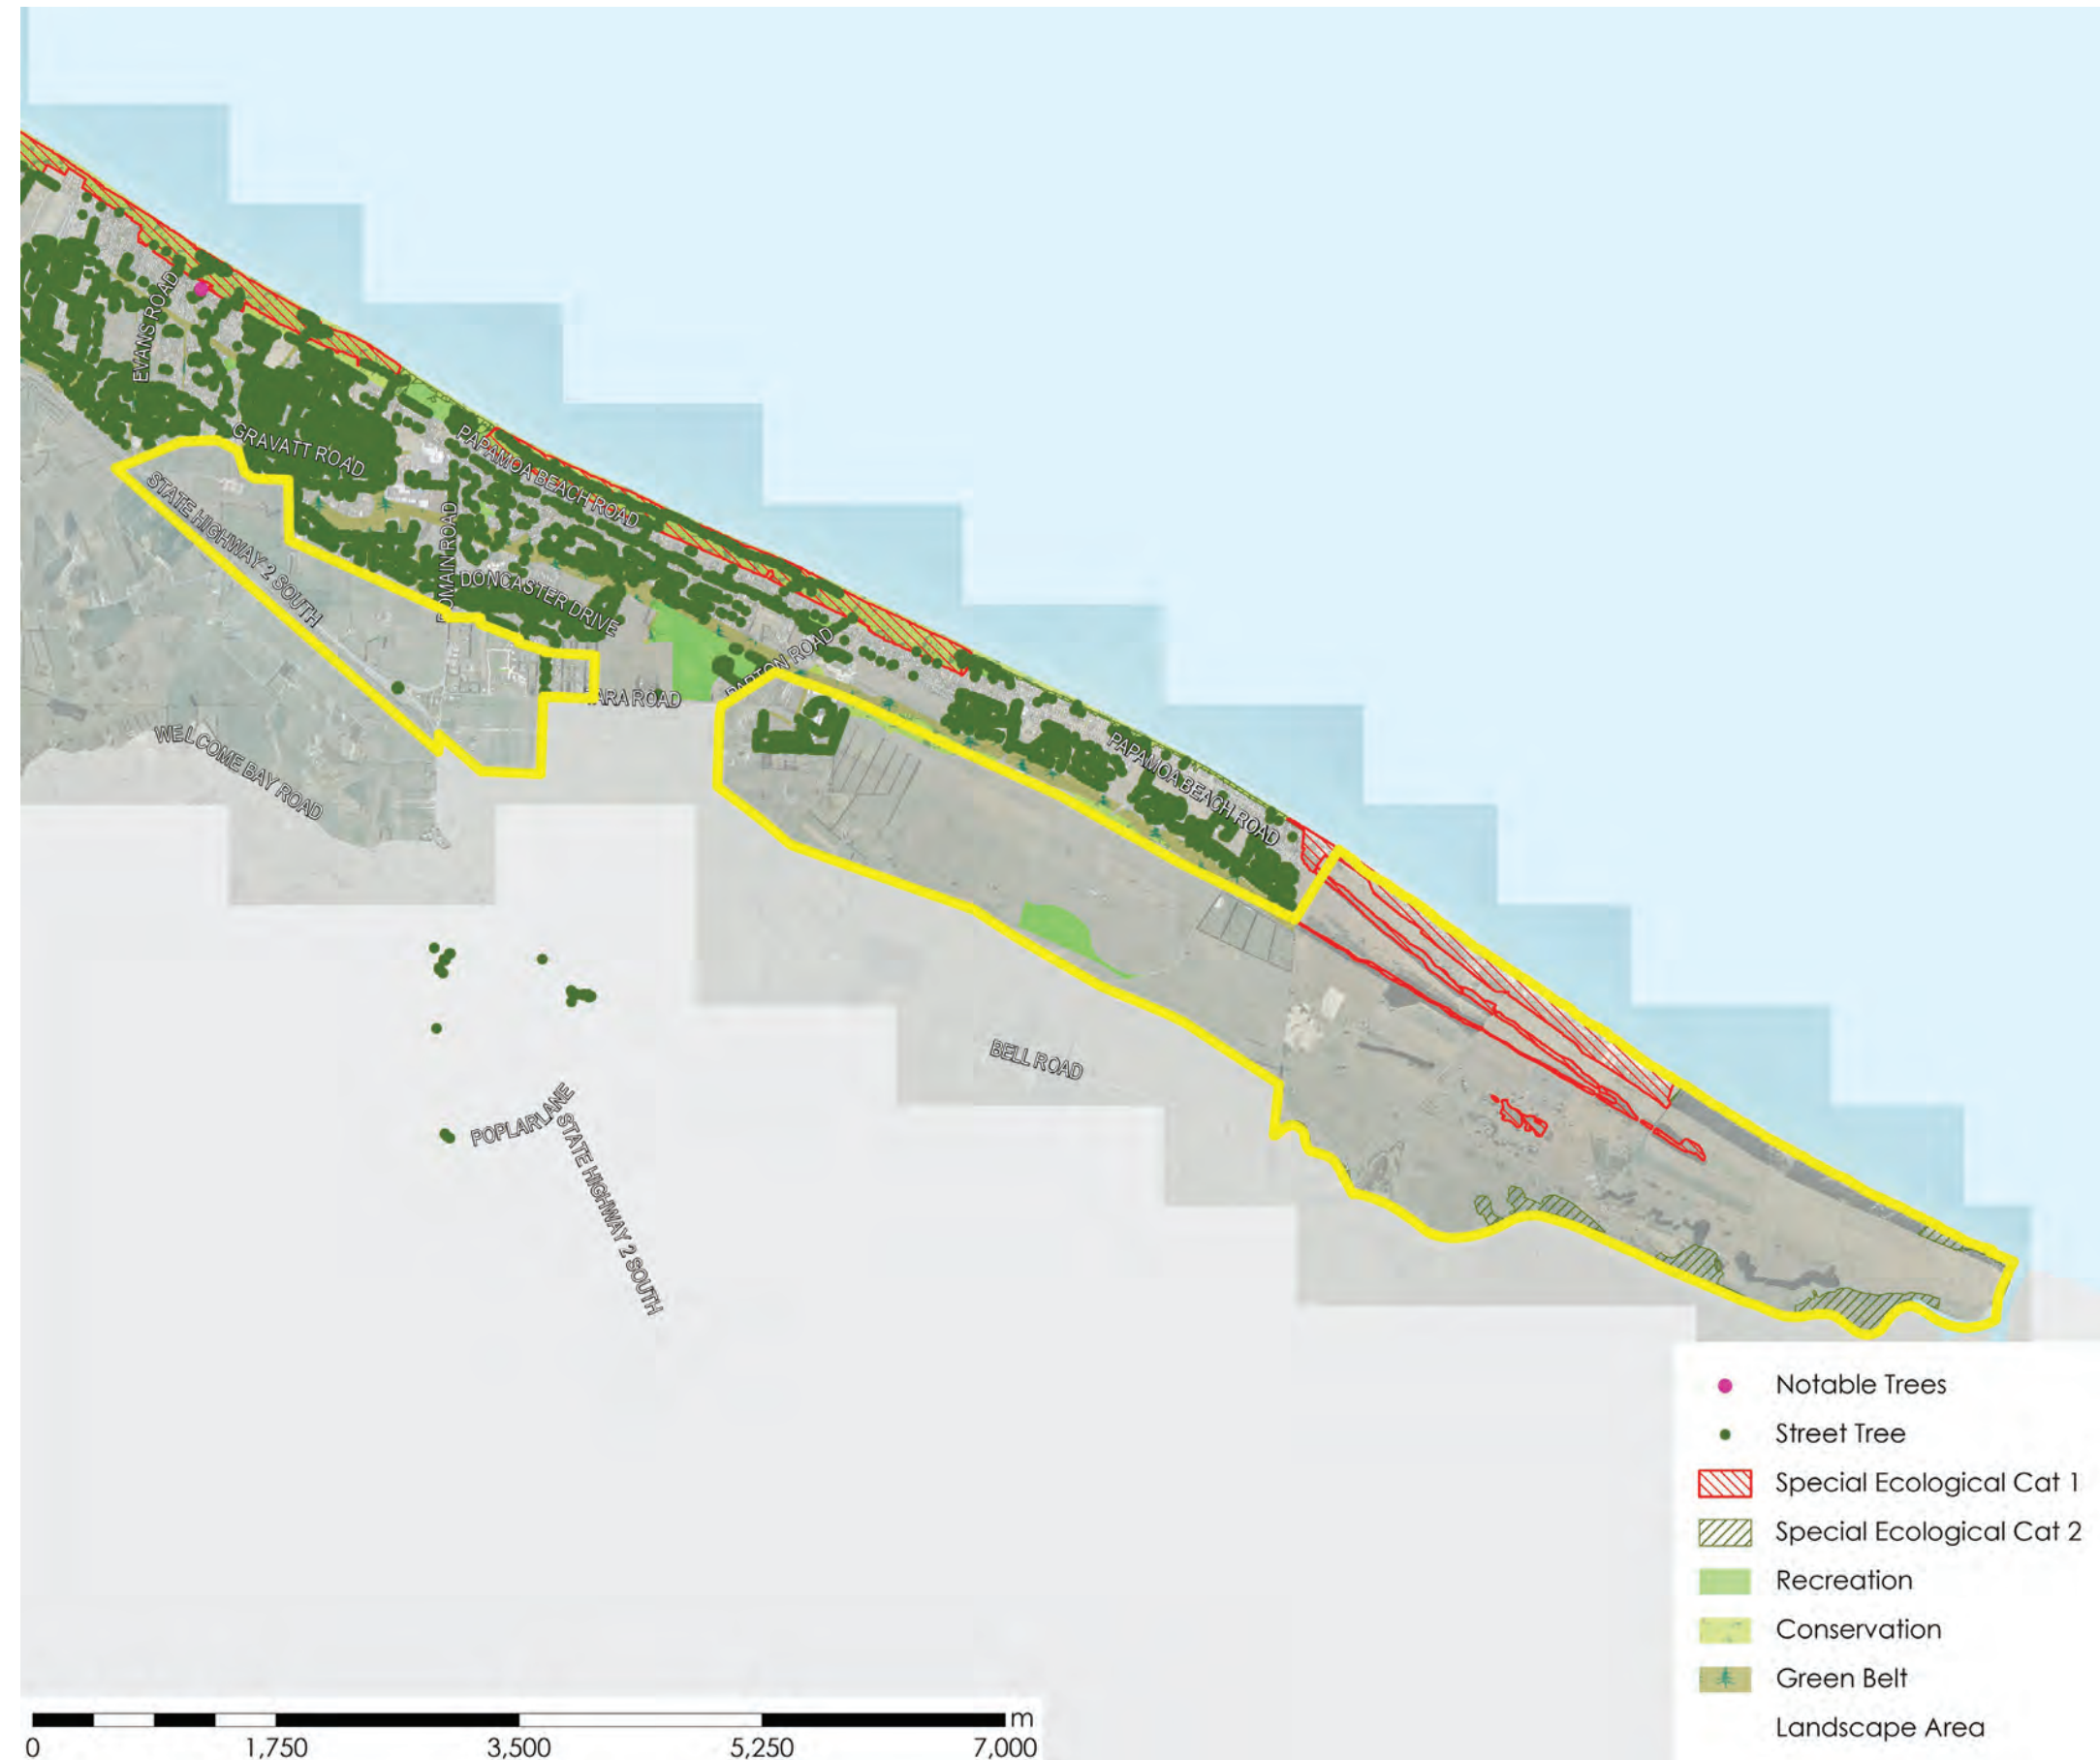 EVANS ROAD
GRAVATT ROAD
PAPAMOA BEACH ROAD
STATE HIGHWAY 2 SOUTH
DOMAIN ROAD
DONCASTER DRIVE
PARTON ROAD
ARA ROAD
WELCOME BAY ROAD
PAPAMOA BEACH ROAD
BELL ROAD
POPLAR LANE
STATE HIGHWAY 2 SOUTH
Notable Trees
Street Tree
Special Ecological Cat 1
Special Ecological Cat 2
Recreation
Conservation
Green Belt
Landscape Area
m
0 1,750 3,500 5,250 7,000